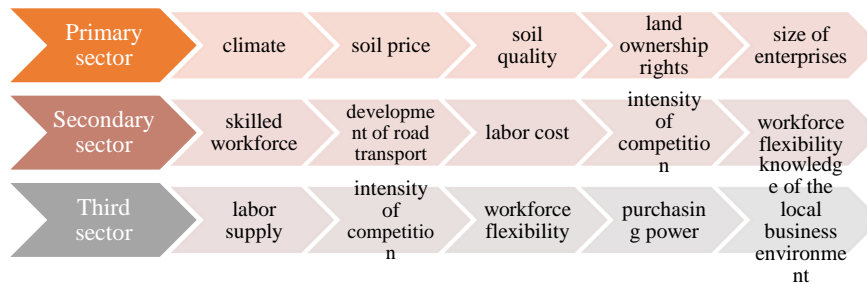 Primary
sector
climate
soil price
soil
quality
land
ownership
rights
size of
enterprises
Secondary
sector
skilled
workforce
developme
nt of road
transport
labor cost
intensity
of
competitio
n
workforce
flexibility
Third
sector
labor
supply
intensity
of
competitio
n
workforce
flexibility
purchasin
g power
knowledg
e of the
local
business
environme
nt